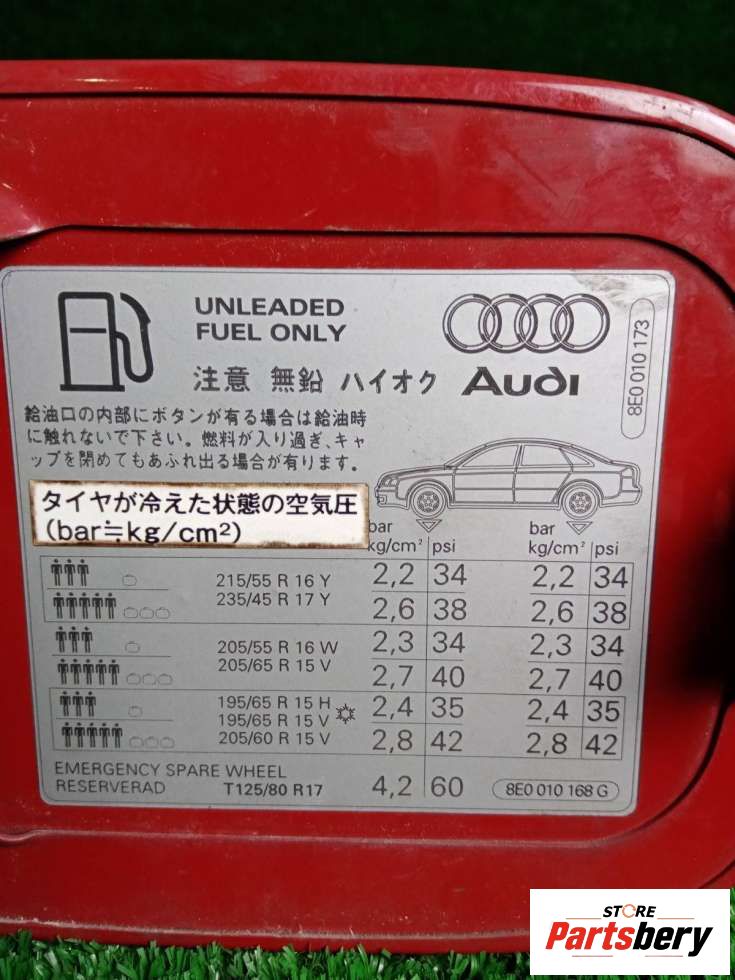 UNLEADED
FUEL ONLY
注意 無鉛 ハイオク
Audi
8E0 010 173
給油口の内部にボタンが有る場合は給油時
に触れないで下さい。燃料が入り過ぎ、キャ
ップを閉めてもあふれ出る場合が有ります。
タイヤが冷えた状態の空気圧
(bar≒kg/cm²)
bar bar
kg/cm² psi kg/cm² psi
215/55 R 16 Y 2,2 34 2,2 34
235/45 R 17 Y 2,6 38 2,6 38
205/55 R 16 W 2,3 34 2,3 34
205/65 R 15 V 2,7 40 2,7 40
195/65 R 15 H 2,4 35 2,4 35
195/65 R 15 V
205/60 R 15 V 2,8 42 2,8 42
EMERGENCY SPARE WHEEL
RESERVERAD T125/80 R17 4,2 60 8E0 010 168 G
STORE
Partsbery